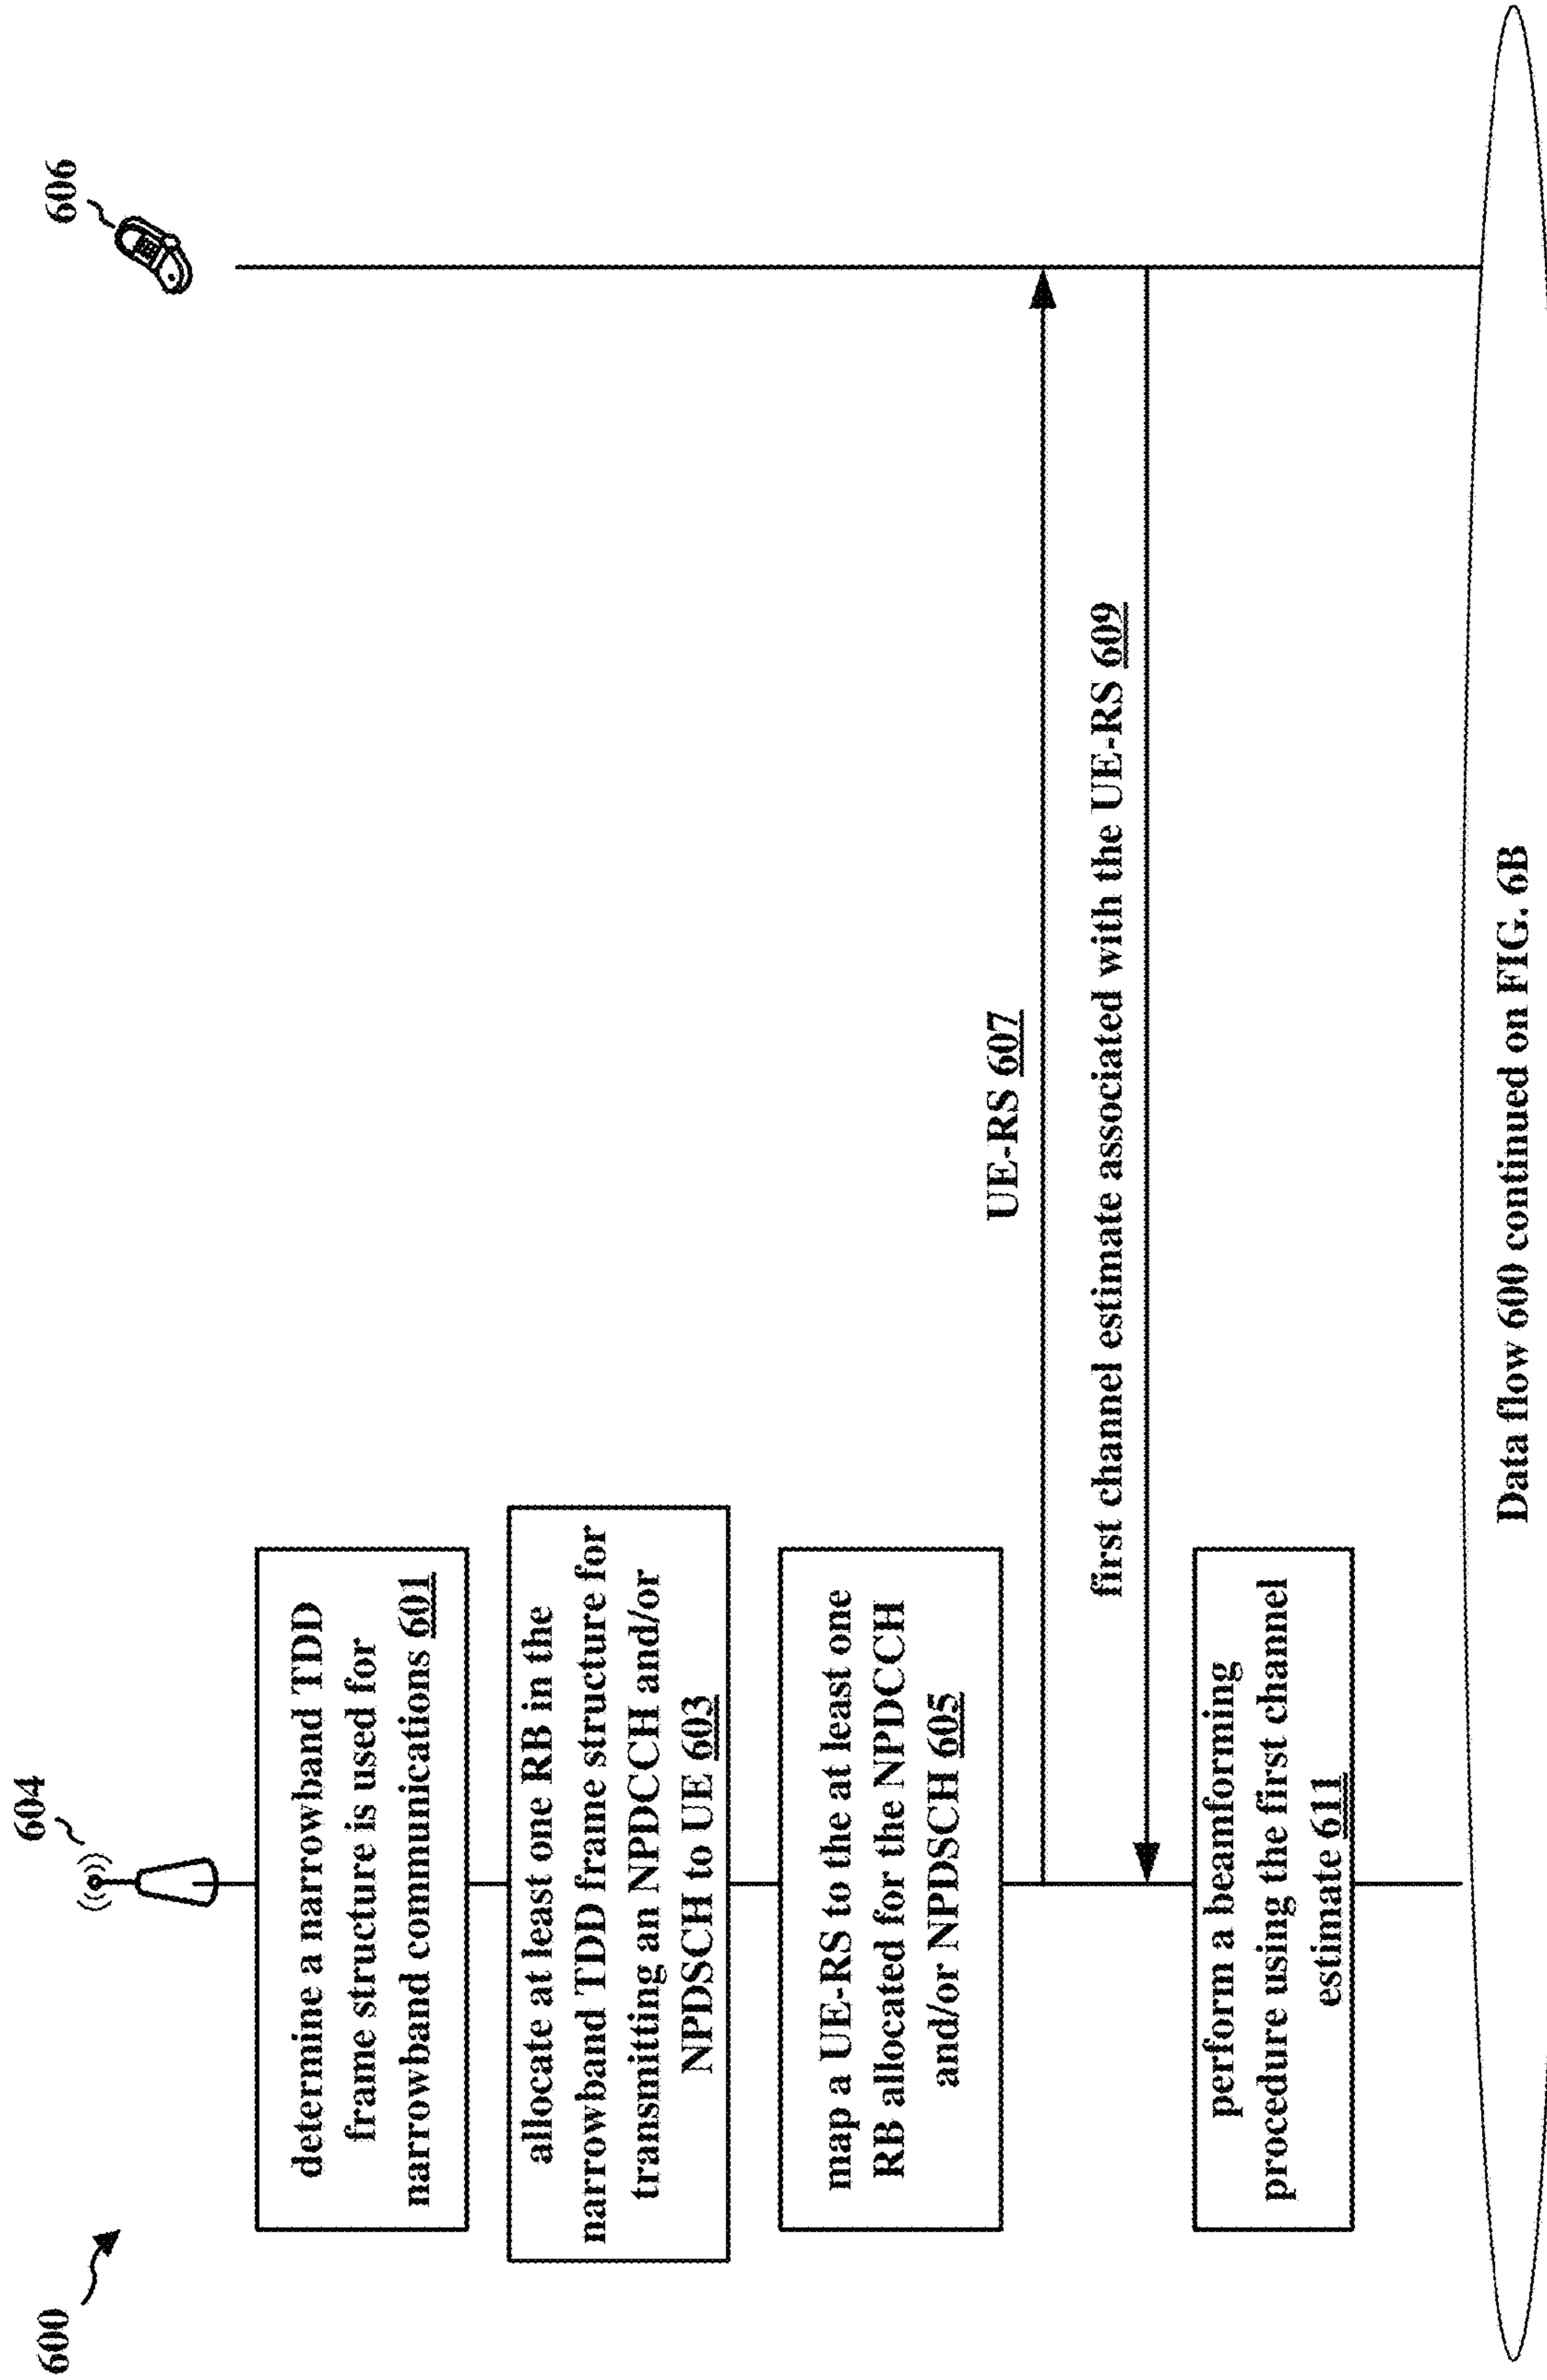 600
604
606
determine a narrowband TDD
frame structure is used for
narrowband communications 601
allocate at least one RB in the
narrowband TDD frame structure for
transmitting an NPDCCH and/or
NPDSCH to UE 603
map a UE-RS to the at least one
RB allocated for the NPDCCH
and/or NPDSCH 605
UE-RS 607
first channel estimate associated with the UE-RS 609
perform a beamforming
procedure using the first channel
estimate 611
Data flow 600 continued on FIG. 6B